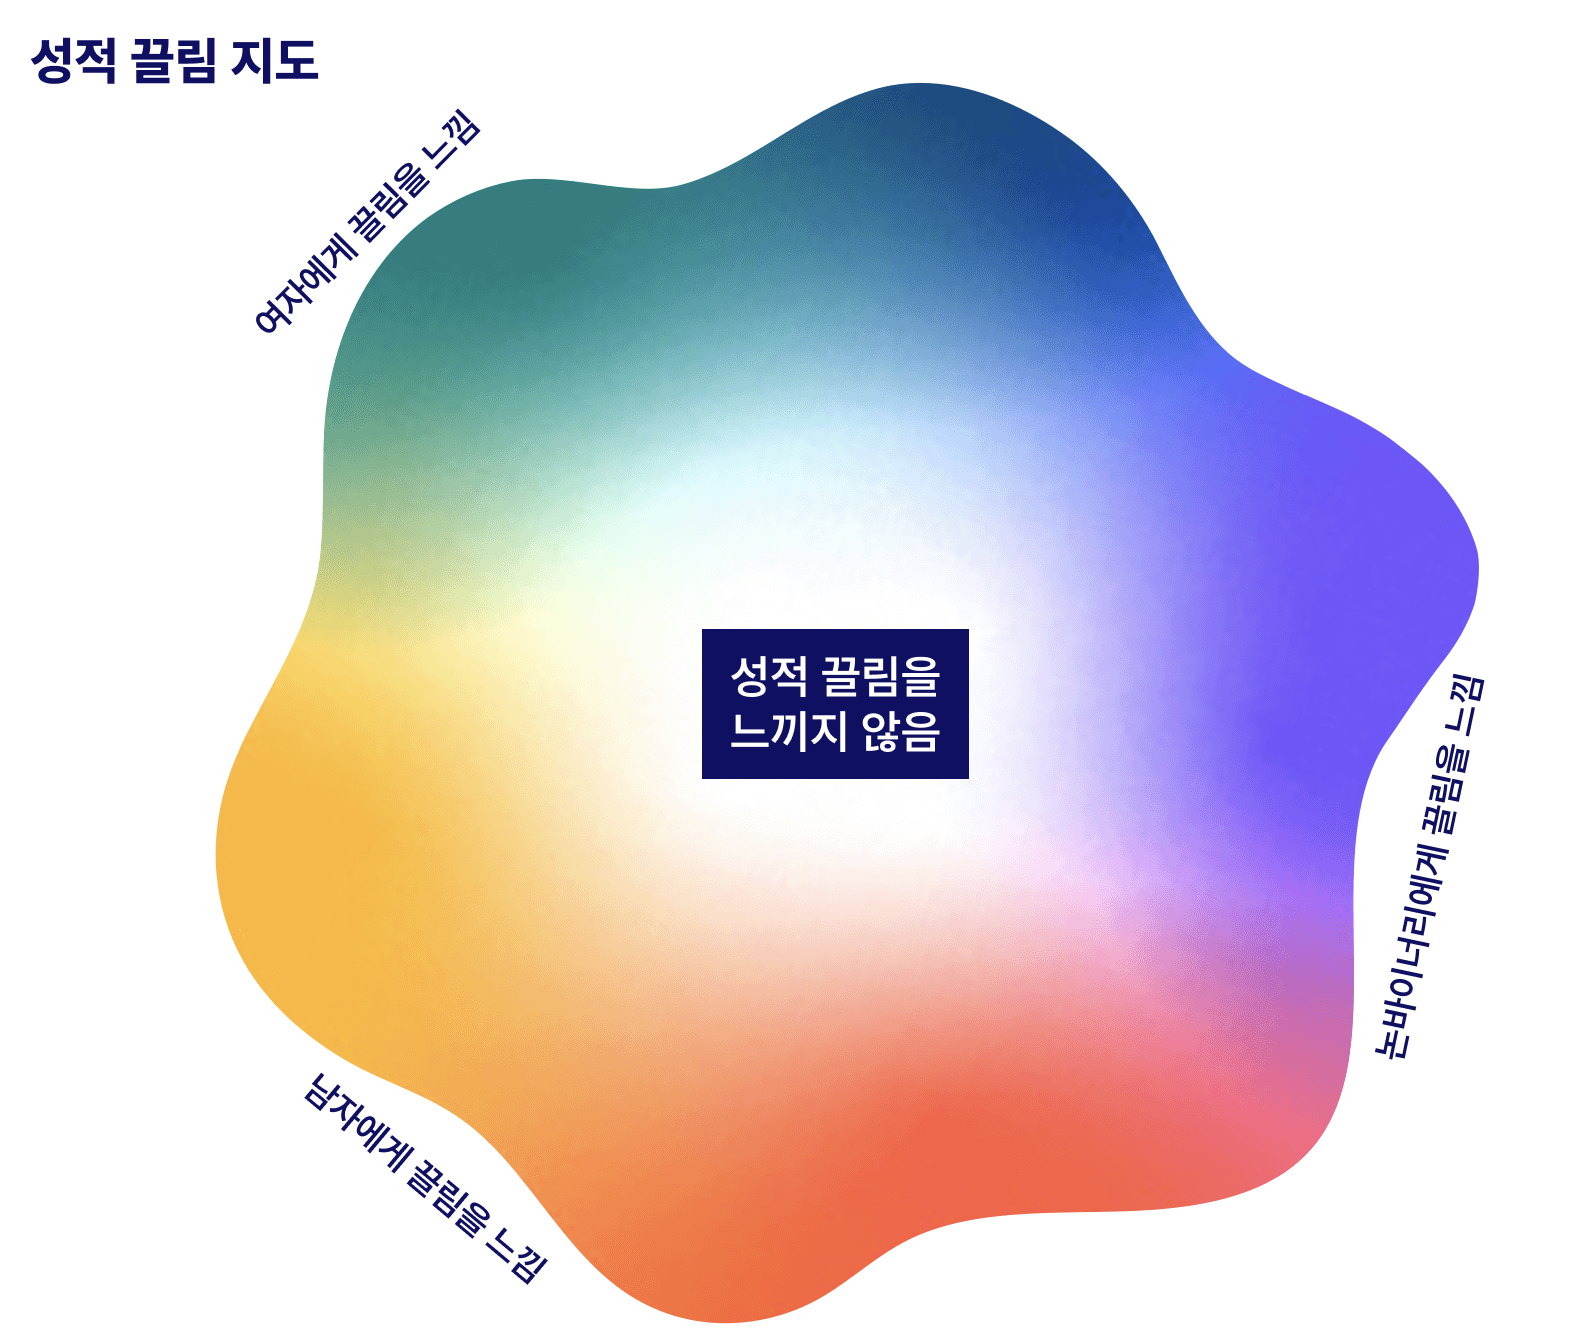 성적 끌림 지도
여자에게 끌림을 느낌
성적 끌림을
느끼지 않음
논바이너리에게 끌림을 느낌
남자에게 끌림을 느낌